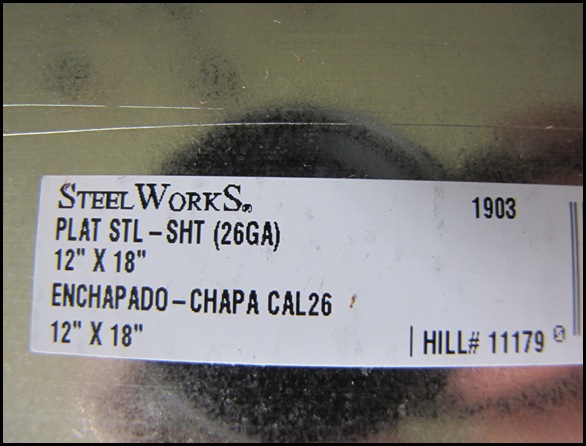 STEELWORKS® 1903
PLAT STL-SHT (26GA)
12" X 18"
ENCHAPADO-CHAPA CAL26
12" X 18" HILL# 11179 Ⓢ